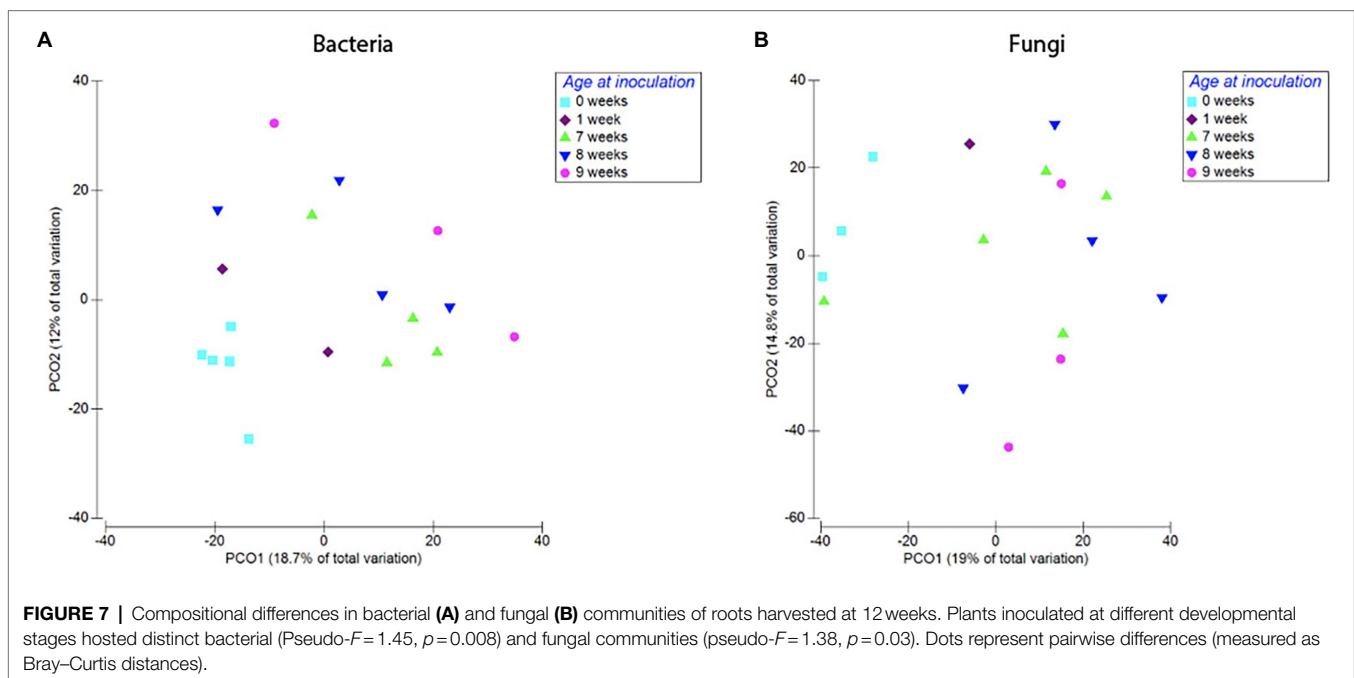 A
Bacteria
40
20
0
-20
-40
PCO2 (12% of total variation)
-40
-20
0
20
40
PCO1 (18.7% of total variation)
Age at inoculation
0 weeks
1 week
7 weeks
8 weeks
9 weeks
B
Fungi
40
20
0
-20
-40
-60
PCO2 (14.8% of total variation)
-40
-20
0
20
40
PCO1 (19% of total variation)
Age at inoculation
0 weeks
1 week
7 weeks
8 weeks
9 weeks
FIGURE 7 | Compositional differences in bacterial (A) and fungal (B) communities of roots harvested at 12 weeks. Plants inoculated at different developmental
stages hosted distinct bacterial (Pseudo-F = 1.45, p = 0.008) and fungal communities (pseudo-F = 1.38, p = 0.03). Dots represent pairwise differences (measured as
Bray–Curtis distances).